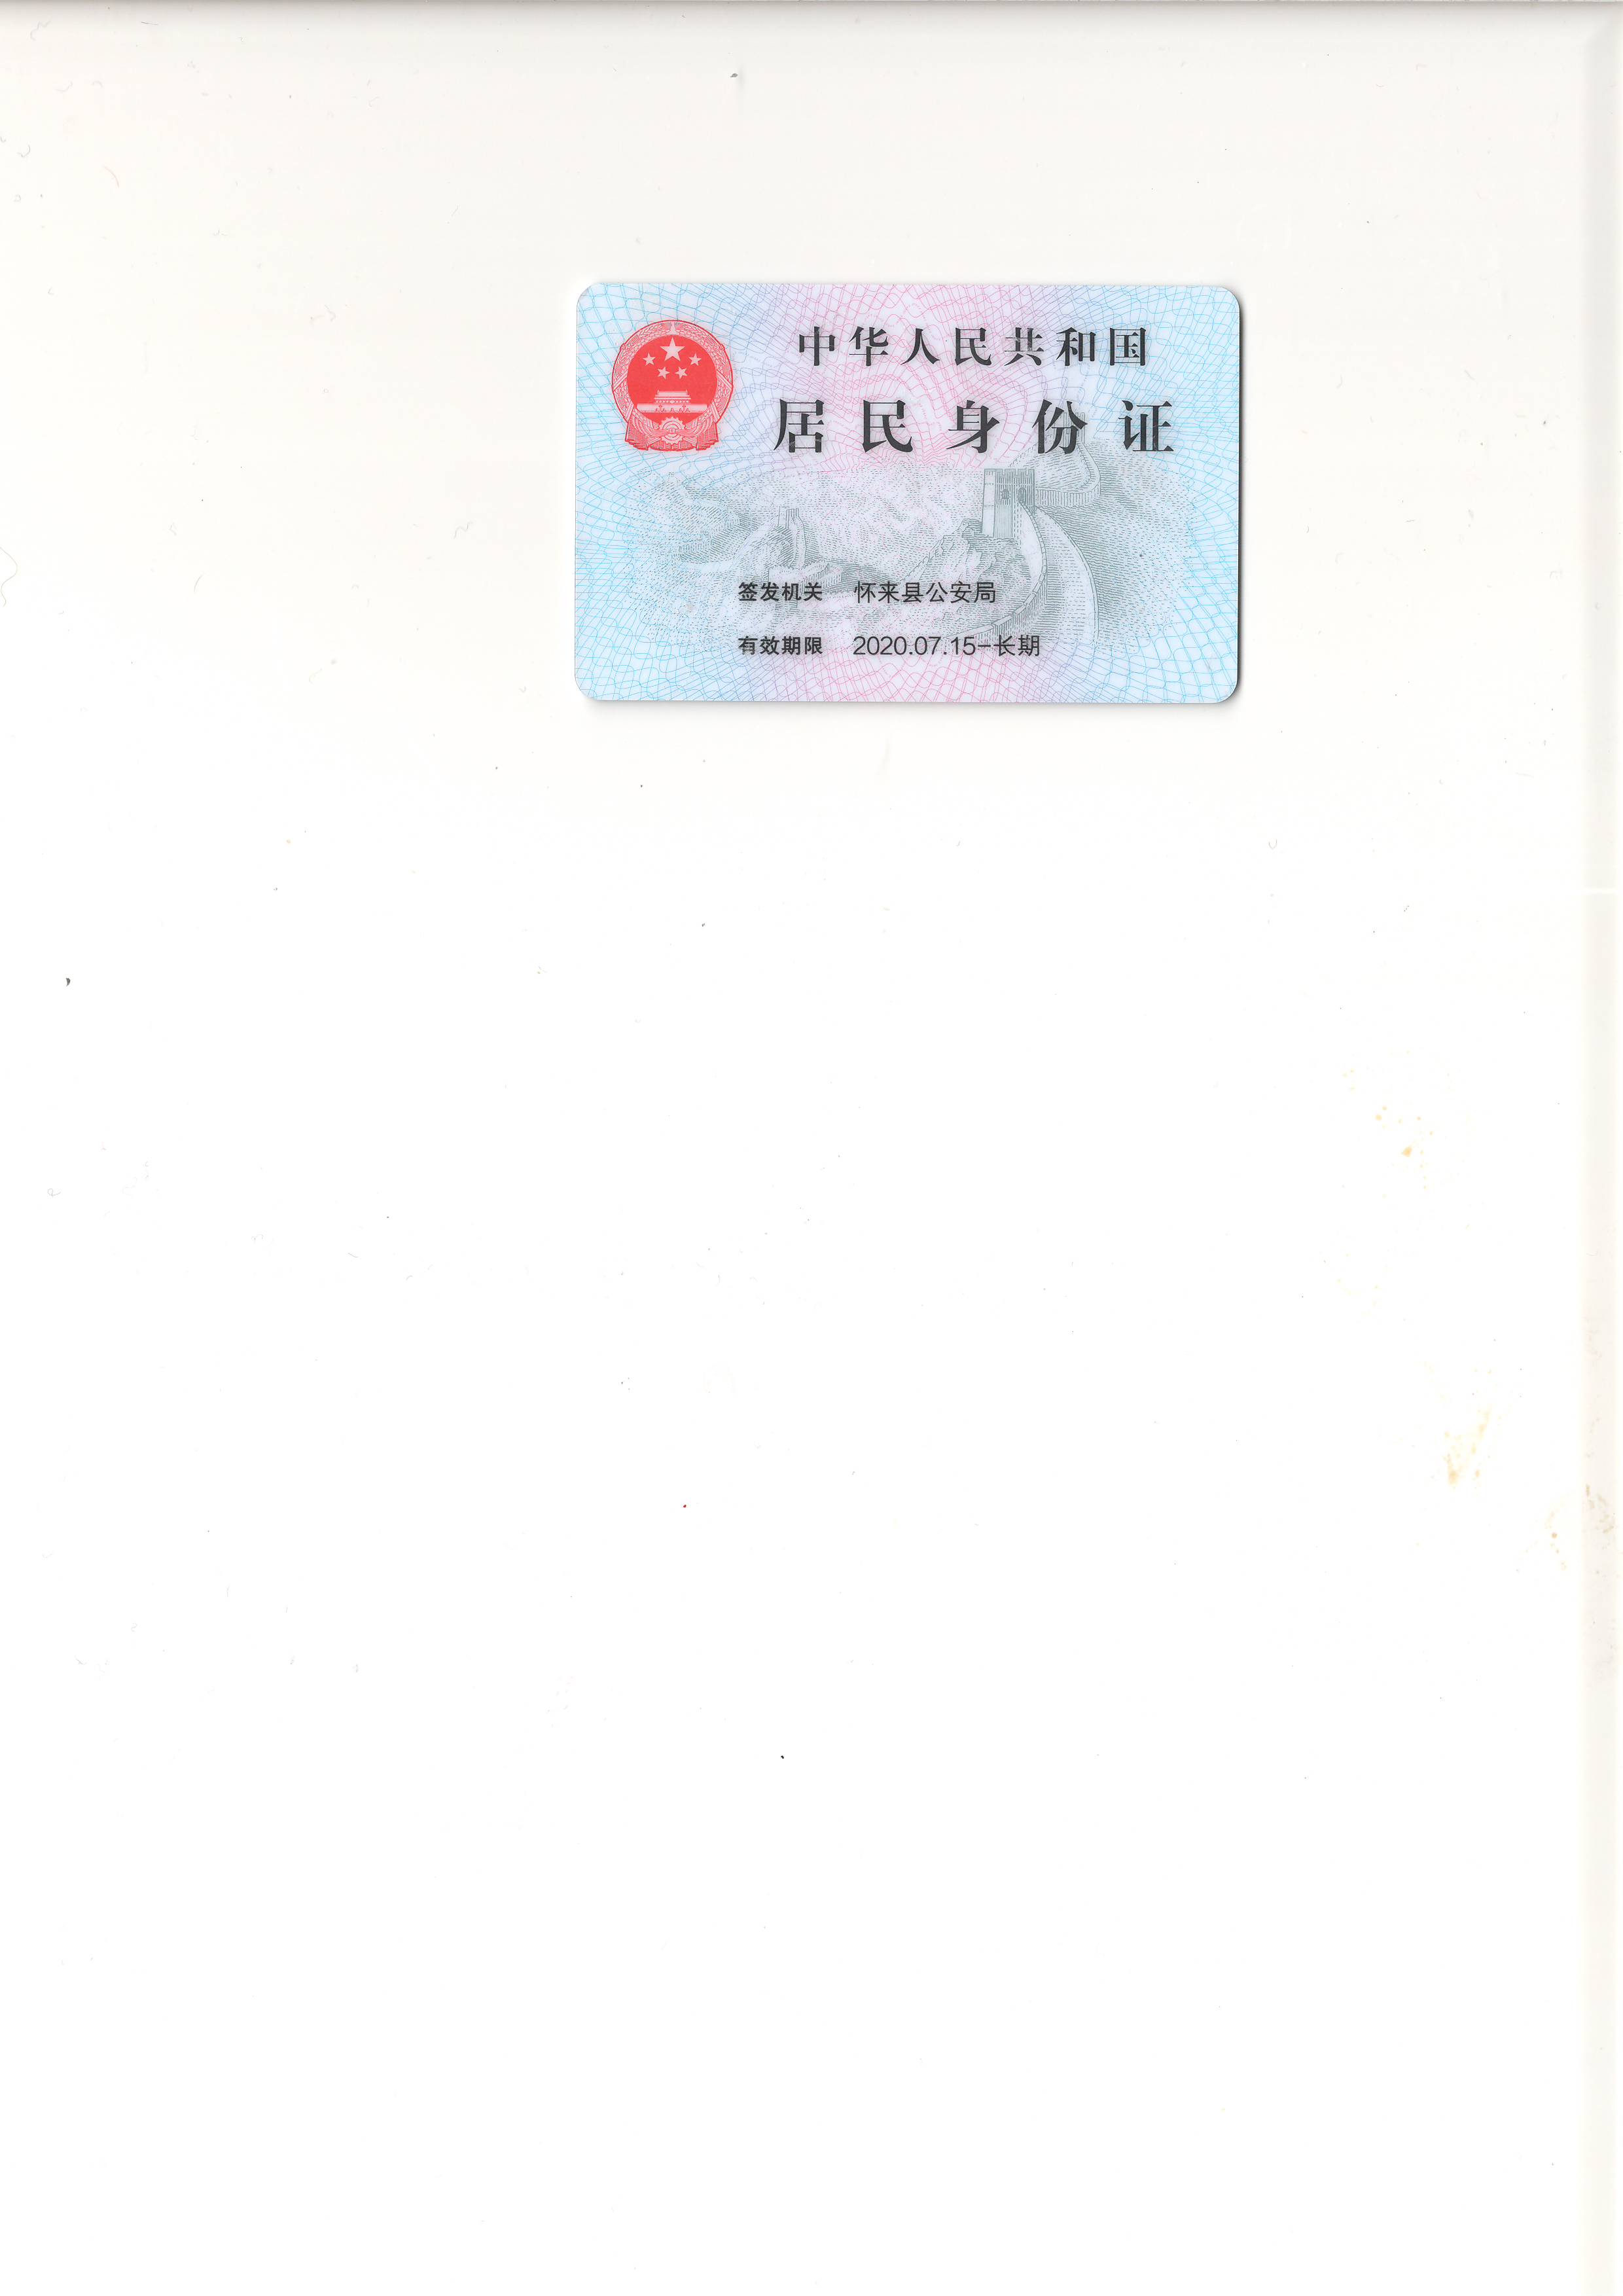 中华人民共和国
居民身份证
签发机关 怀来县公安局
有效期限 2020.07.15-长期